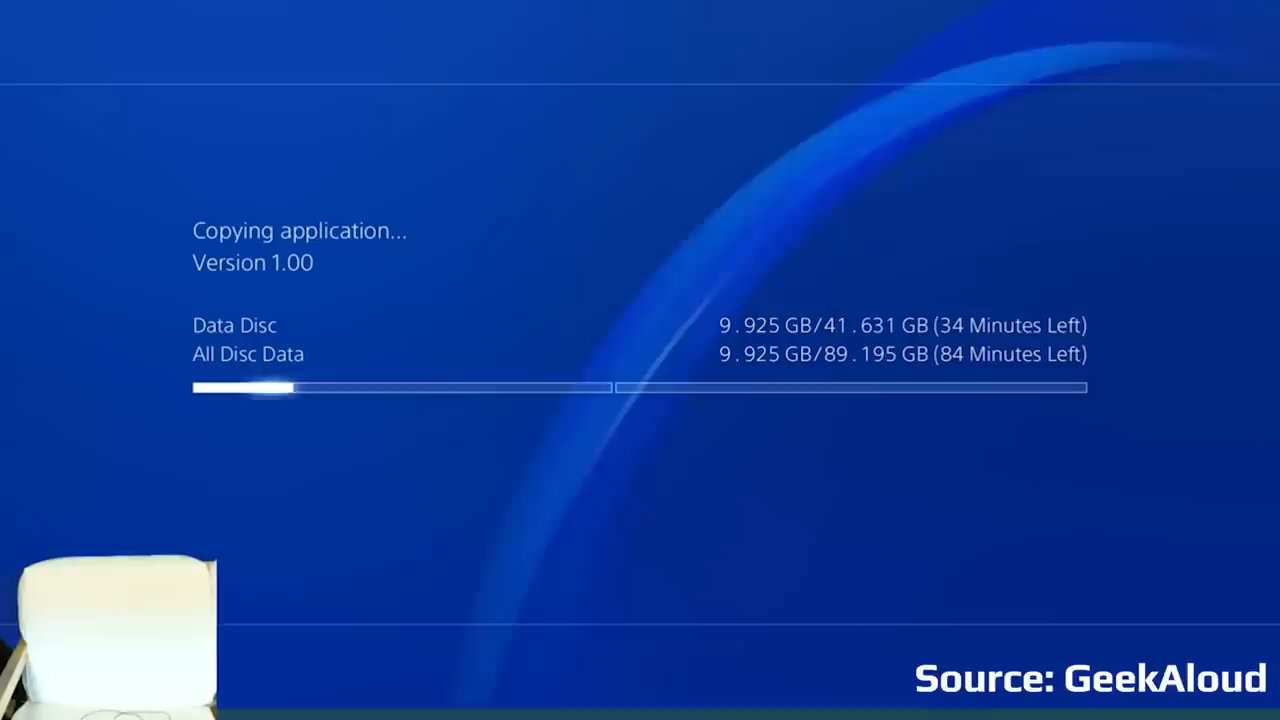 Copying application...
Version 1.00
Data Disc 9.925 GB/41.631 GB (34 Minutes Left)
All Disc Data 9.925 GB/89.195 GB (84 Minutes Left)
Source: GeekAloud